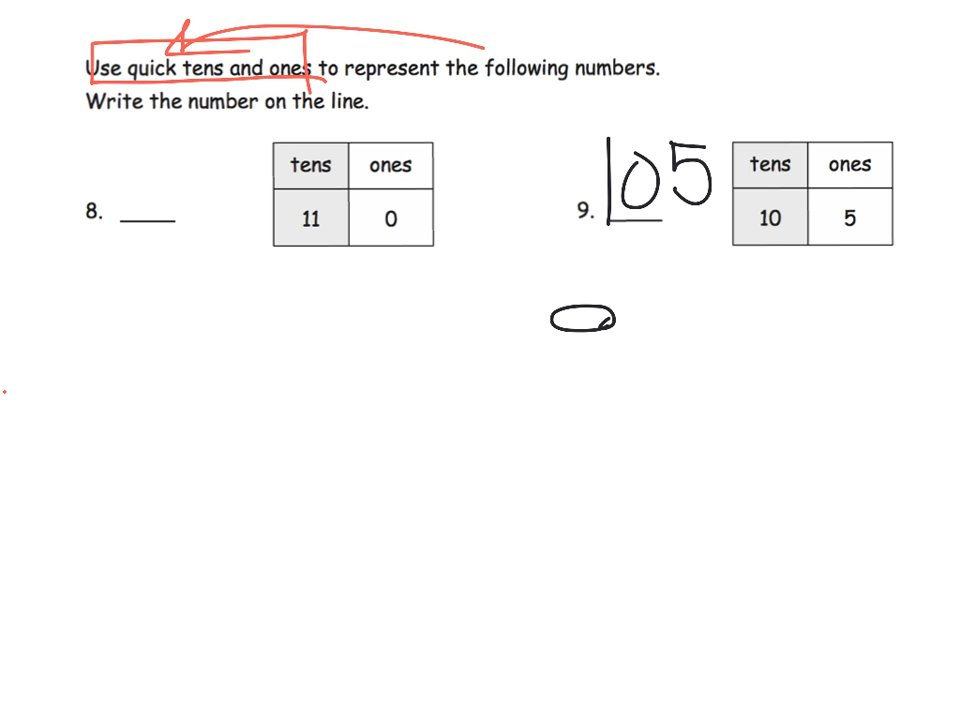 Use quick tens and ones to represent the following numbers.
Write the number on the line.
8. ____
tens ones
11 0
9. 105
tens ones
10 5